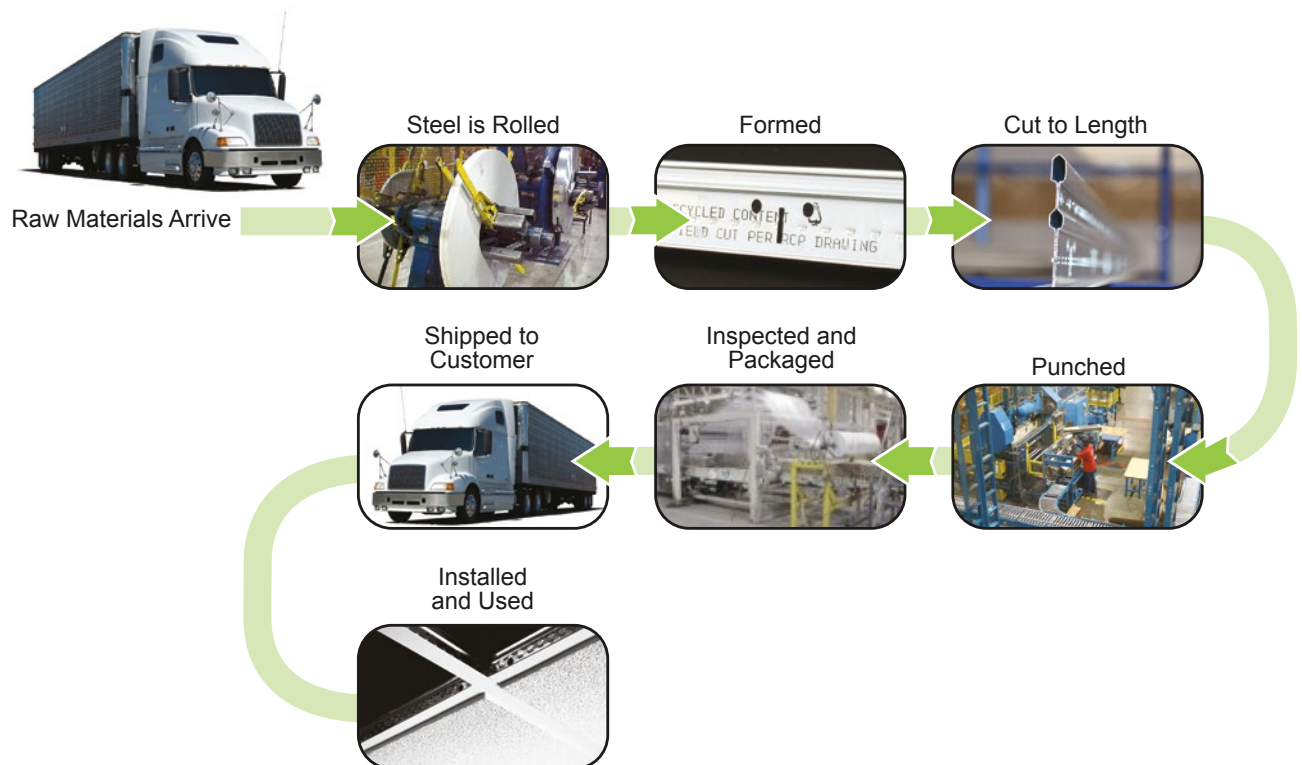 Raw Materials Arrive
Steel is Rolled
Formed
ECYCLED CONTENT
IELD CUT PER RCP DRAWING
Cut to Length
Punched
Inspected and
Packaged
Shipped to
Customer
Installed
and Used